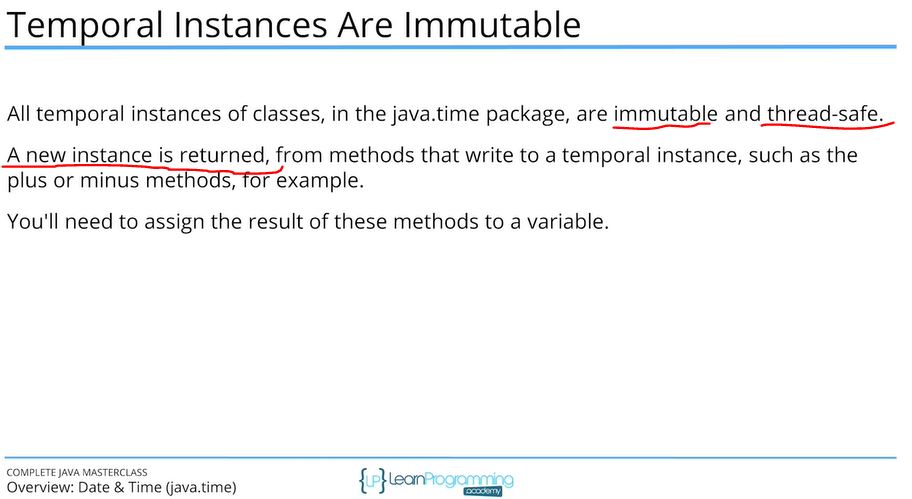 Temporal Instances Are Immutable
All temporal instances of classes, in the java.time package, are immutable and thread-safe.
A new instance is returned, from methods that write to a temporal instance, such as the
plus or minus methods, for example.
You'll need to assign the result of these methods to a variable.
COMPLETE JAVA MASTERCLASS
Overview: Date & Time (java.time)
{LP} LearnProgramming
academy